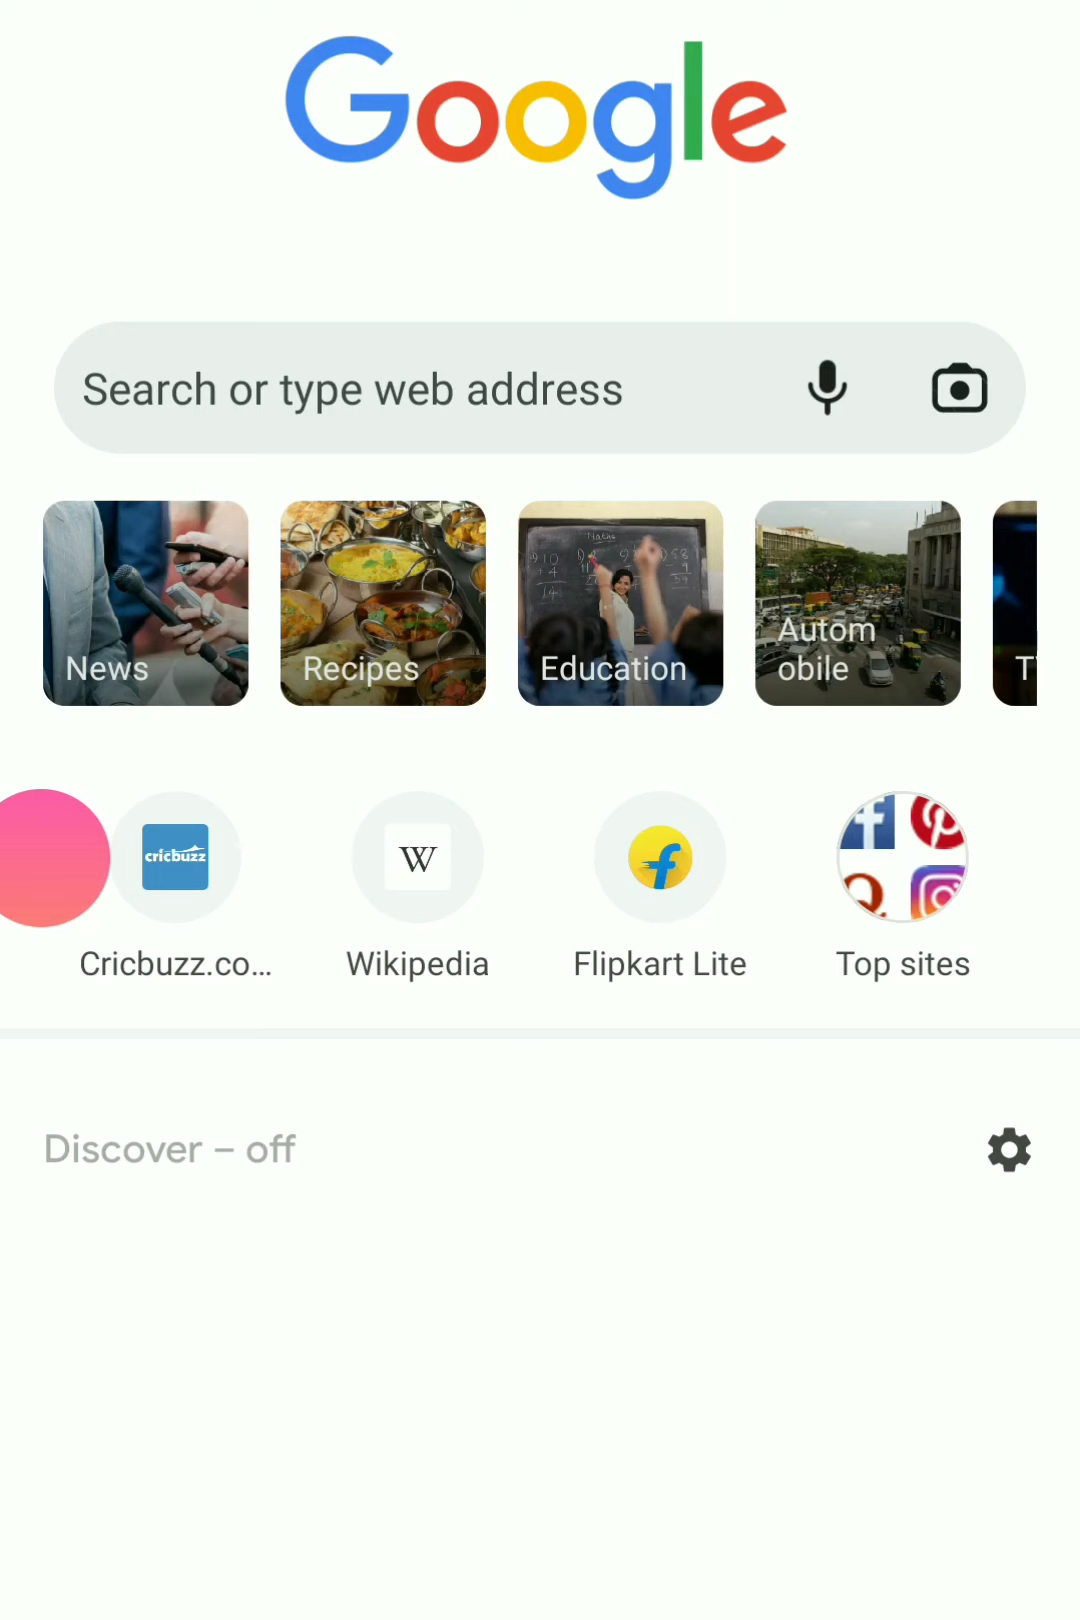 Google
Search or type web address
News
Recipes
Education
Autom
obile
T
cricbuzz
W
Cricbuzz.co...
Wikipedia
Flipkart Lite
Top sites
Discover – off